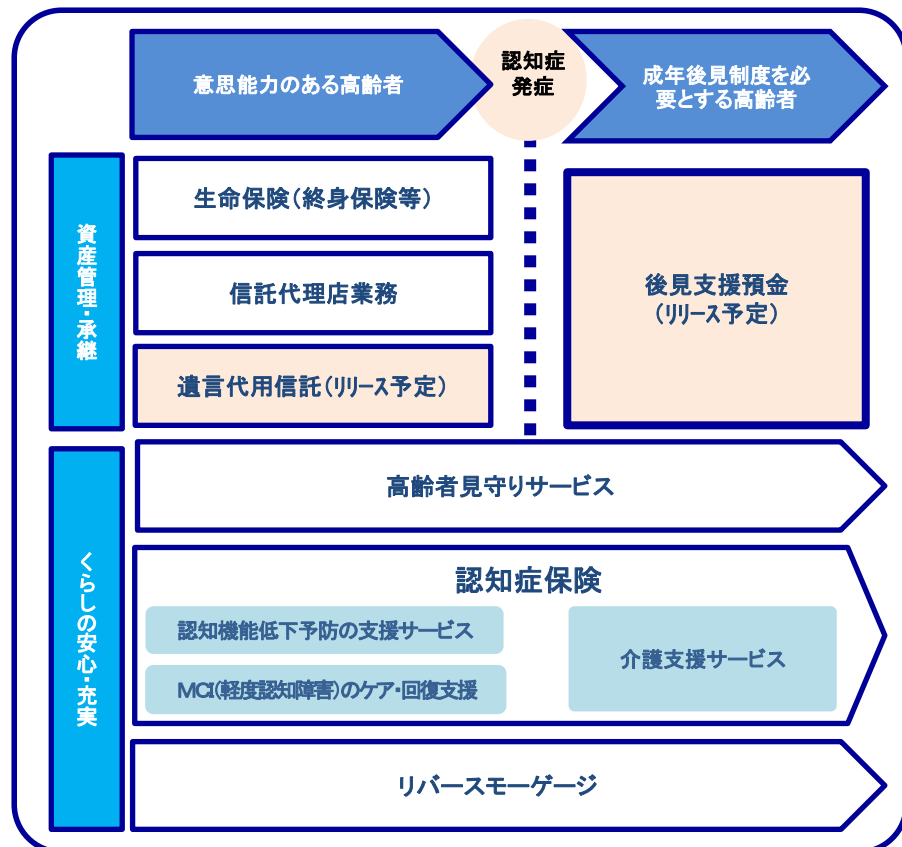 意思能力のある高齢者
認知症
発症
成年後見制度を必
要とする高齢者
資産管理・承継
生命保険(終身保険等)
信託代理店業務
遺言代用信託(リリース予定)
後見支援預金
(リリース予定)
くらしの安心・充実
高齢者見守りサービス
認知症保険
認知機能低下予防の支援サービス
MCI(軽度認知障害)のケア・回復支援
介護支援サービス
リバースモーゲージ